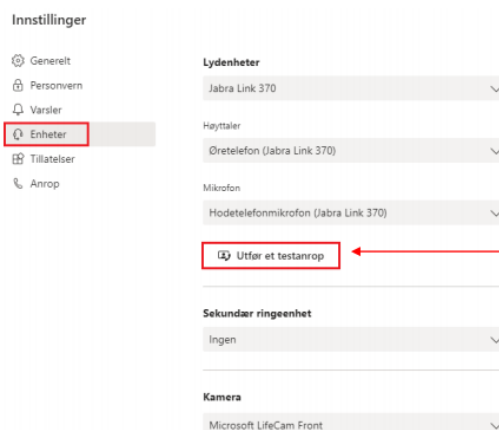 Innstillinger
Generelt
Personvern
Varsler
Enheter
Tillatelser
Anrop
Lydenheter
Jabra Link 370
Høyttaler
Øretelefon (Jabra Link 370)
Mikrofon
Hodetelefonmikrofon (Jabra Link 370)
Utfør et testanrop
Sekundær ringeenhet
Ingen
Kamera
Microsoft LifeCam Front